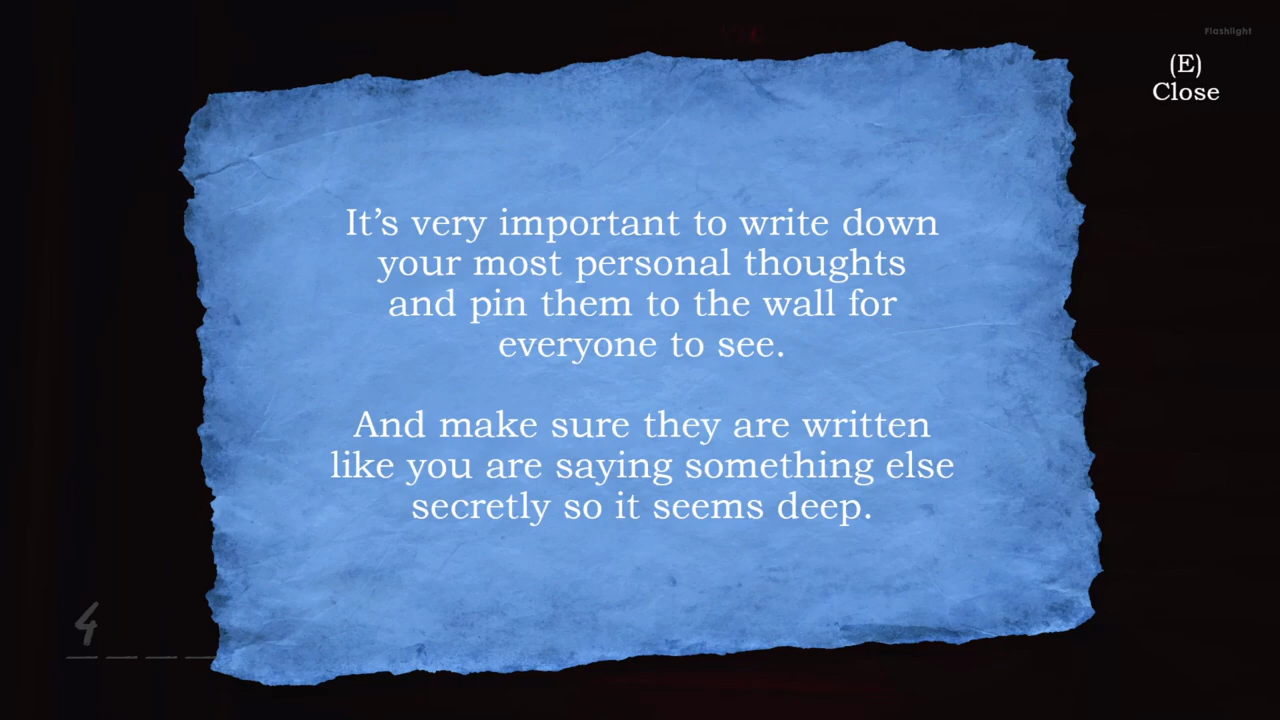 Flashlight
(E)
Close
It’s very important to write down
your most personal thoughts
and pin them to the wall for
everyone to see.
And make sure they are written
like you are saying something else
secretly so it seems deep.
4